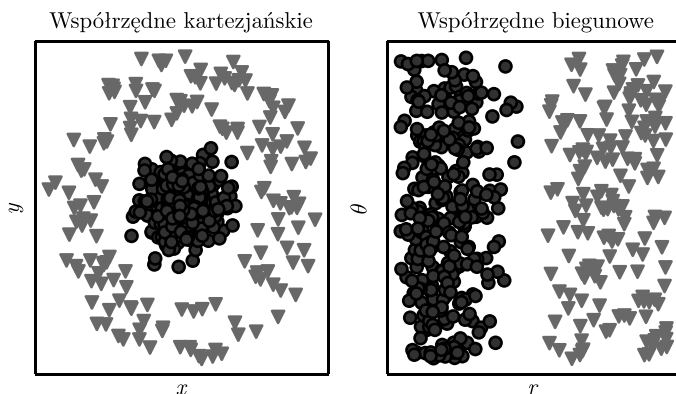 Współrzędne kartezjańskie
Współrzędne biegunowe
y
θ
x
r